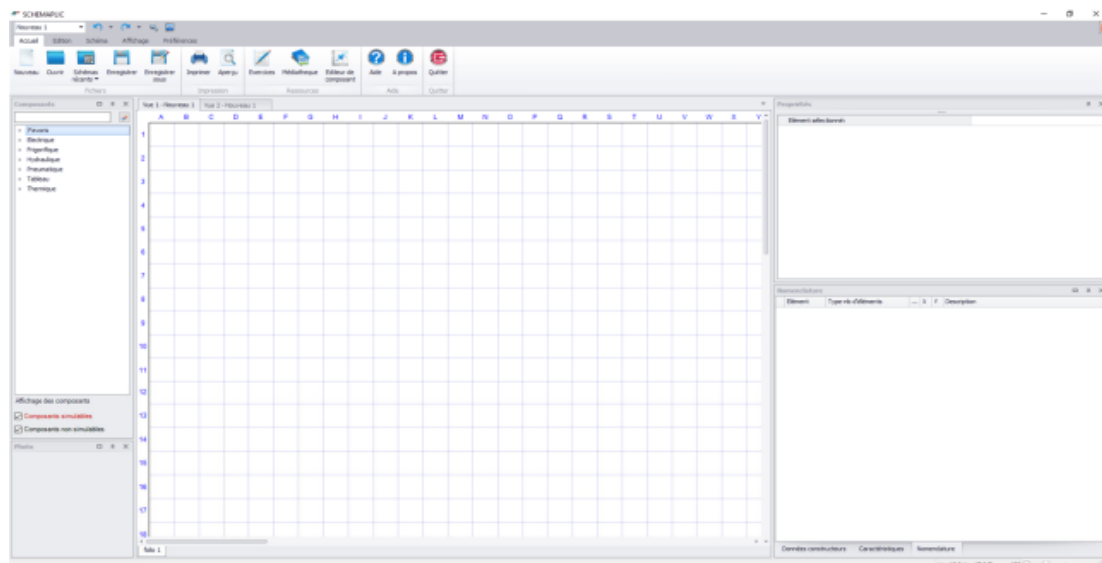 SCHEMAPLIC
Nouveau 1
Accueil Edition Schéma Affichage Préférences
Nouveau Ouvrir Schémas récents Enregistrer Enregistrer sous Imprimer Aperçu Exercices Médiathèque Editeur de composant Aide A propos Quitter
Fichiers Impression Ressources Aide Quitter
Composants
Vue 1 - Nouveau 1 Vue 2 - Nouveau 1
Propriétés
A B C D E F G H I J K L M N O P Q R S T U V W X Y
Elément sélectionné
Favoris
Electrique
Frigorifique
Hydraulique
Pneumatique
Tableau
Thermique
1
2
3
4
5
6
7
8
9
10
11
12
13
14
15
16
17
18
Nomenclature
Elément Type nb d'éléments ... X Y Description
Affichage des composants
Composants simulables
Composants non simulables
Photo
Folio 1
Données constructeurs Caractéristiques Nomenclature